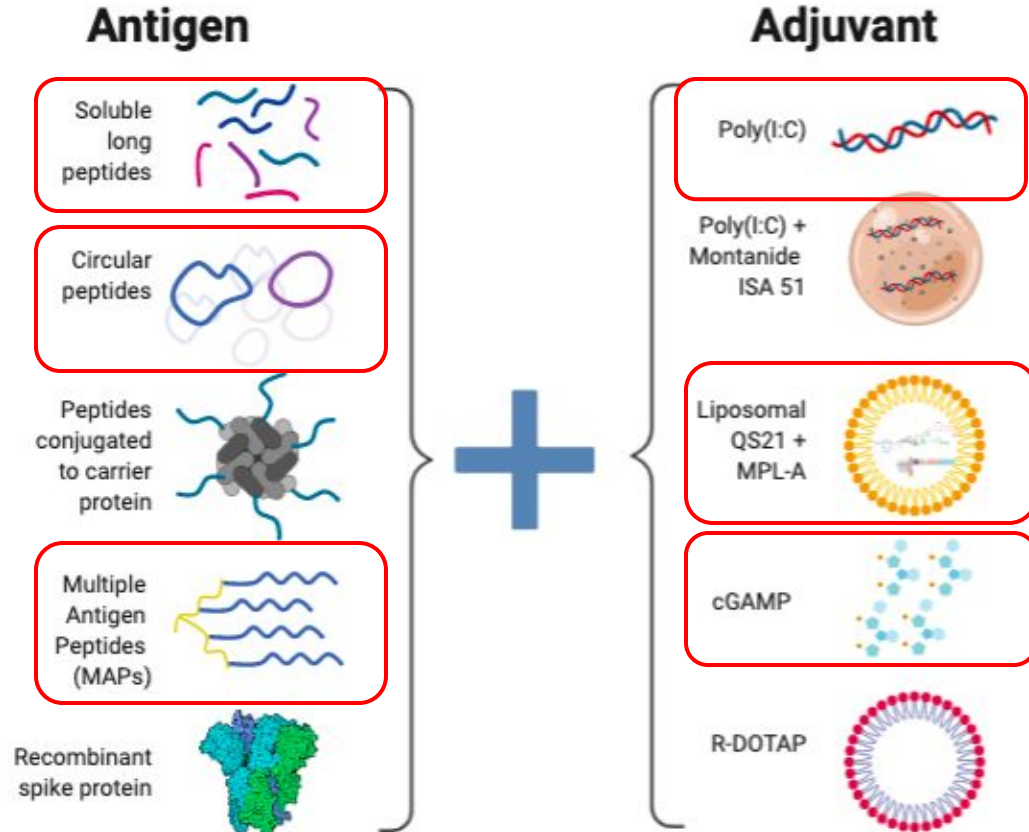 Antigen
Soluble
long
peptides
Circular
peptides
Peptides
conjugated
to carrier
protein
Multiple
Antigen
Peptides
(MAPs)
Recombinant
spike protein
Adjuvant
Poly(I:C)
Poly(I:C) +
Montanide
ISA 51
Liposomal
QS21 +
MPL-A
cGAMP
R-DOTAP